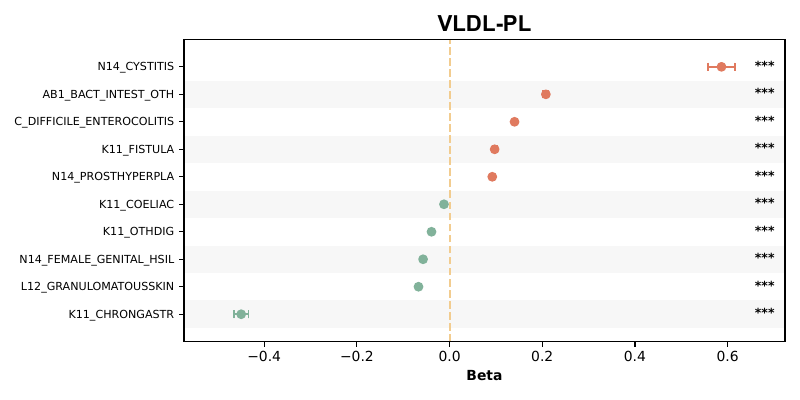 VLDL-PL
N14_CYSTITIS ***
AB1_BACT_INTEST_OTH ***
C_DIFFICILE_ENTEROCOLITIS ***
K11_FISTULA ***
N14_PROSTHYPERPLA ***
K11_COELIAC ***
K11_OTHDIG ***
N14_FEMALE_GENITAL_HSIL ***
L12_GRANULOMATOUSSKIN ***
K11_CHRONGASTR ***
−0.4 −0.2 0.0 0.2 0.4 0.6
Beta